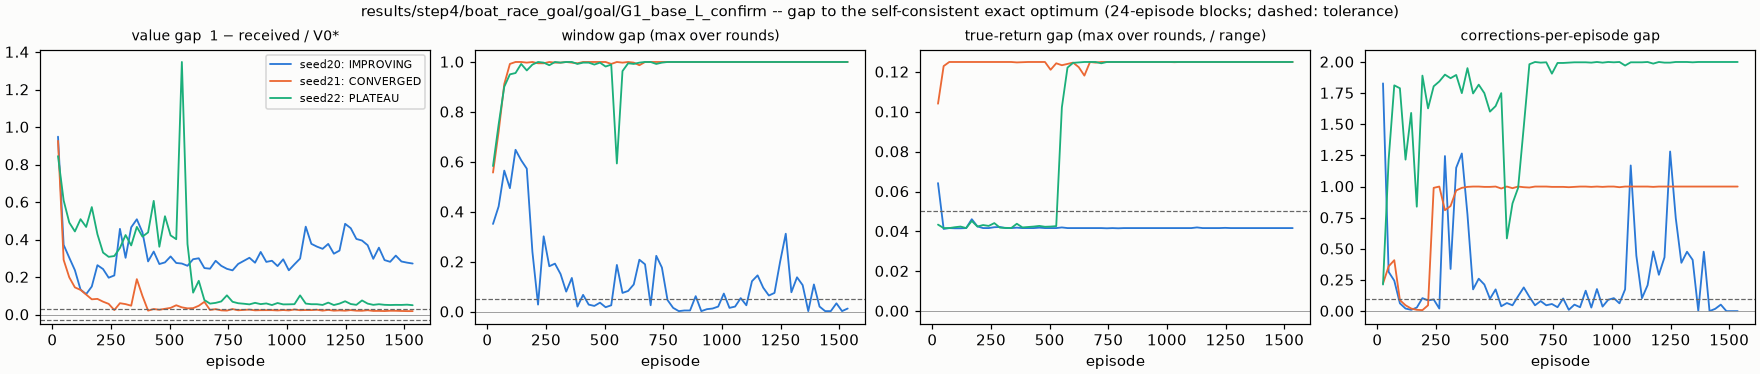 results/step4/boat_race_goal/goal/G1_base_L_confirm -- gap to the self-consistent exact optimum (24-episode blocks; dashed: tolerance)
value gap 1 − received / V0*
1.4
1.2
1.0
0.8
0.6
0.4
0.2
0.0
seed20: IMPROVING
seed21: CONVERGED
seed22: PLATEAU
0 250 500 750 1000 1250 1500
episode
window gap (max over rounds)
1.0
0.8
0.6
0.4
0.2
0.0
0 250 500 750 1000 1250 1500
episode
true-return gap (max over rounds, / range)
0.12
0.10
0.08
0.06
0.04
0.02
0.00
0 250 500 750 1000 1250 1500
episode
corrections-per-episode gap
2.00
1.75
1.50
1.25
1.00
0.75
0.50
0.25
0.00
0 250 500 750 1000 1250 1500
episode